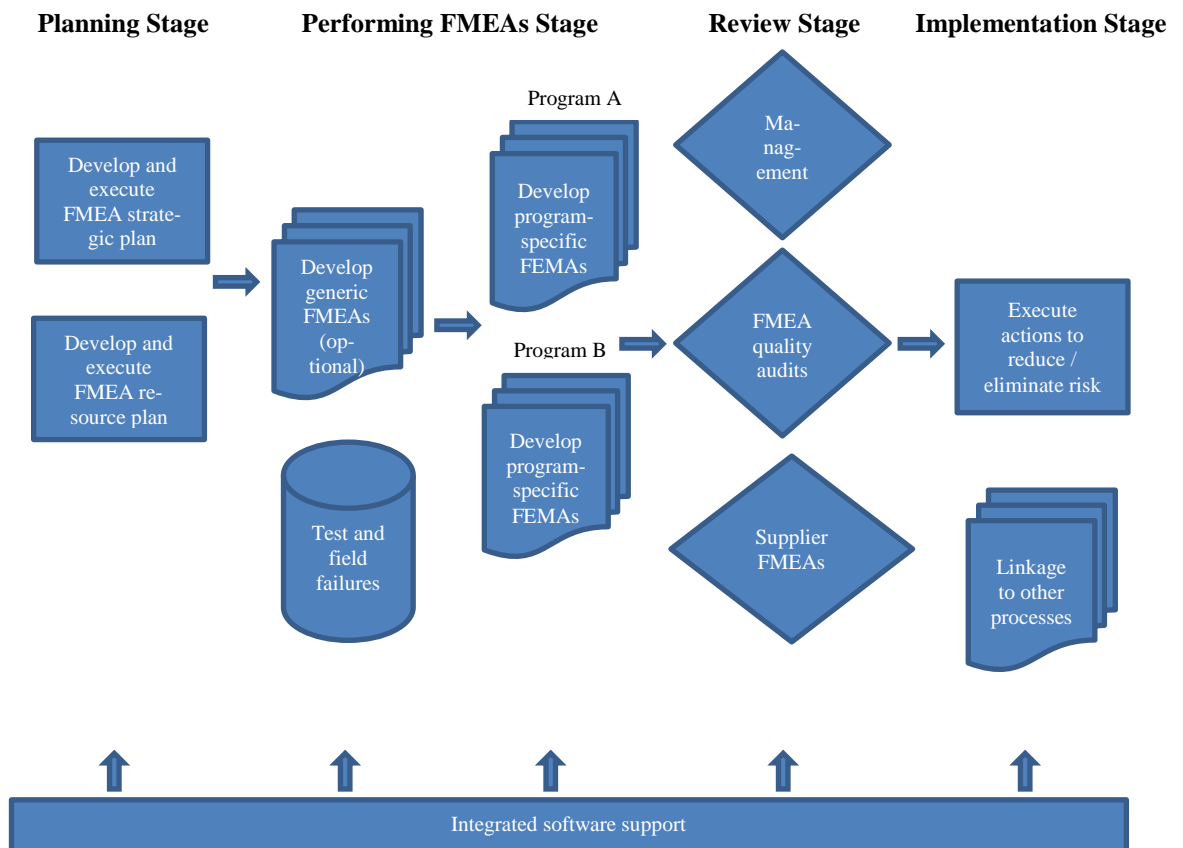 Planning Stage
Performing FMEAs Stage
Review Stage
Implementation Stage
Develop and
execute
FMEA strate-
gic plan
Develop and
execute
FMEA re-
source plan
Develop
generic
FMEAs
(op-
tional)
Test and
field
failures
Program A
Develop
program-
specific
FEMAs
Program B
Develop
program-
specific
FEMAs
Ma-
nag-
ement
FMEA
quality
audits
Supplier
FMEAs
Execute
actions to
reduce /
eliminate risk
Linkage
to other
processes
Integrated software support